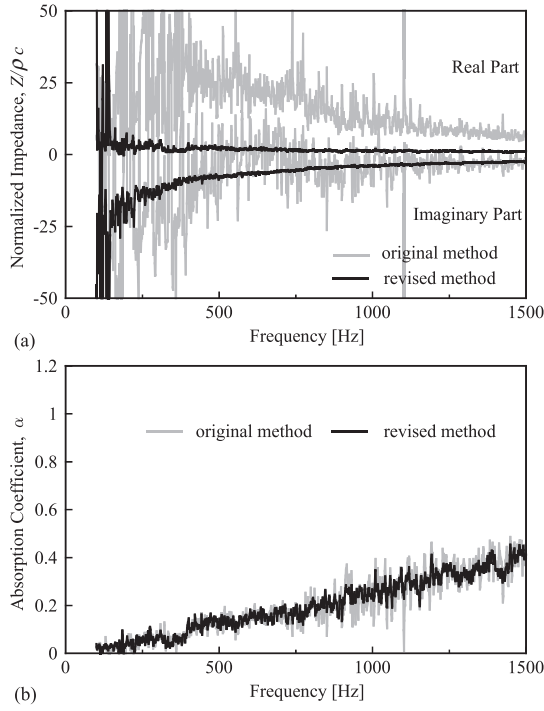 50
25
0
-25
-50
Normalized Impedance, Z/ρ c
Real Part
Imaginary Part
original method
revised method
0
500
1000
1500
Frequency [Hz]
(a)
1.2
1
0.8
0.6
0.4
0.2
0
Absorption Coefficient, α
original method
revised method
0
500
1000
1500
Frequency [Hz]
(b)